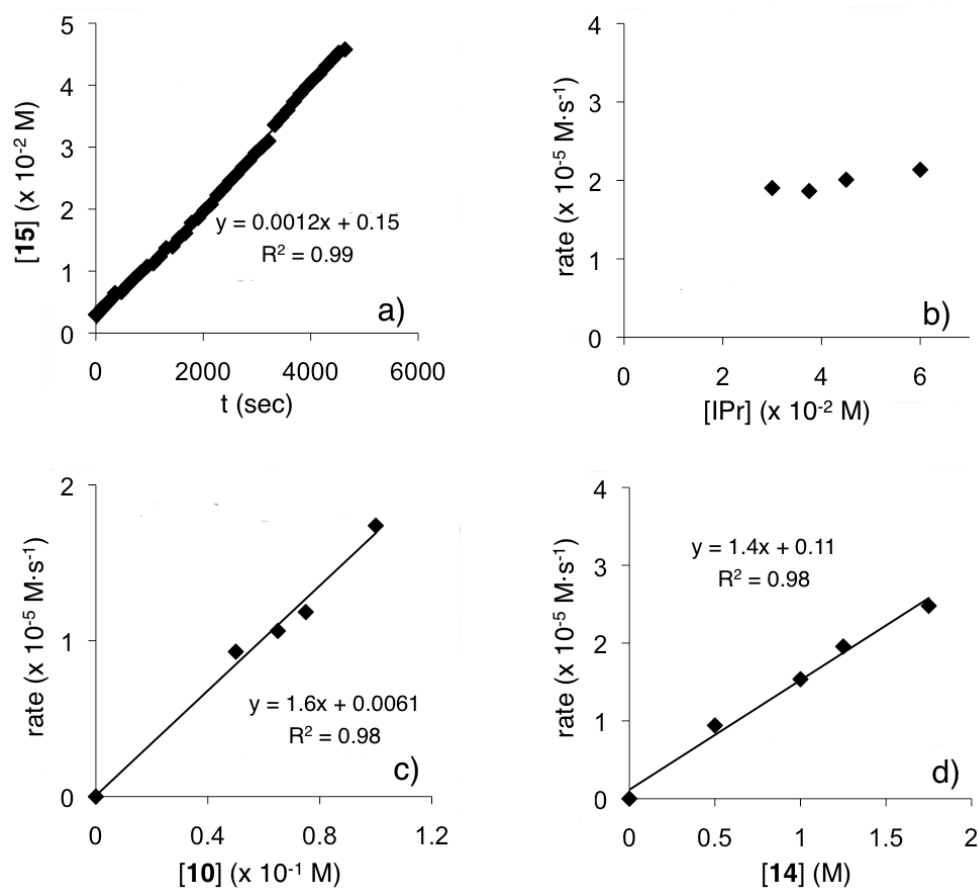 5
4
3
2
1
0
[15] (x 10⁻² M)
y = 0.0012x + 0.15
R² = 0.99
a)
0 2000 4000 6000
t (sec)
4
3
2
1
0
rate (x 10⁻⁵ M·s⁻¹)
b)
0 2 4 6
[IPr] (x 10⁻² M)
2
1
0
rate (x 10⁻⁵ M·s⁻¹)
y = 1.6x + 0.0061
R² = 0.98
c)
0 0.4 0.8 1.2
[10] (x 10⁻¹ M)
4
3
2
1
0
rate (x 10⁻⁵ M·s⁻¹)
y = 1.4x + 0.11
R² = 0.98
d)
0 0.5 1 1.5 2
[14] (M)